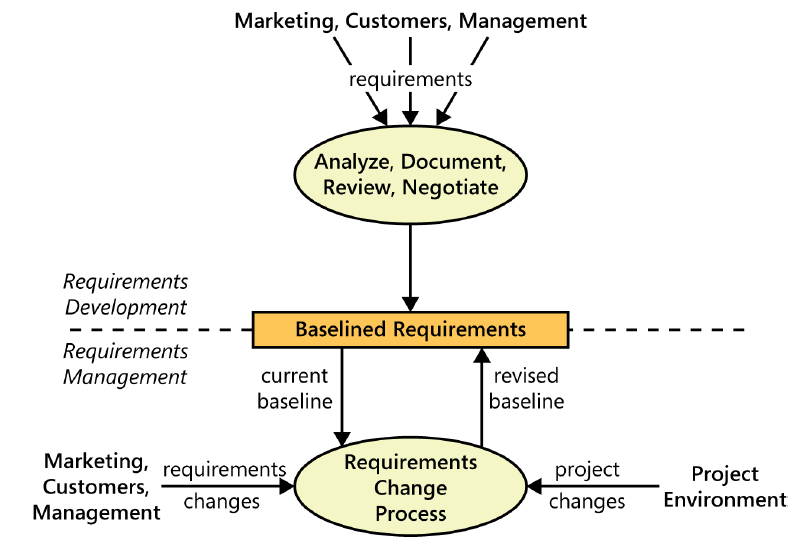 Marketing, Customers, Management
requirements
Analyze, Document,
Review, Negotiate
Requirements
Development
Baselined Requirements
Requirements
Management
current
baseline
revised
baseline
Marketing,
Customers,
Management
requirements
changes
Requirements
Change
Process
project
changes
Project
Environment